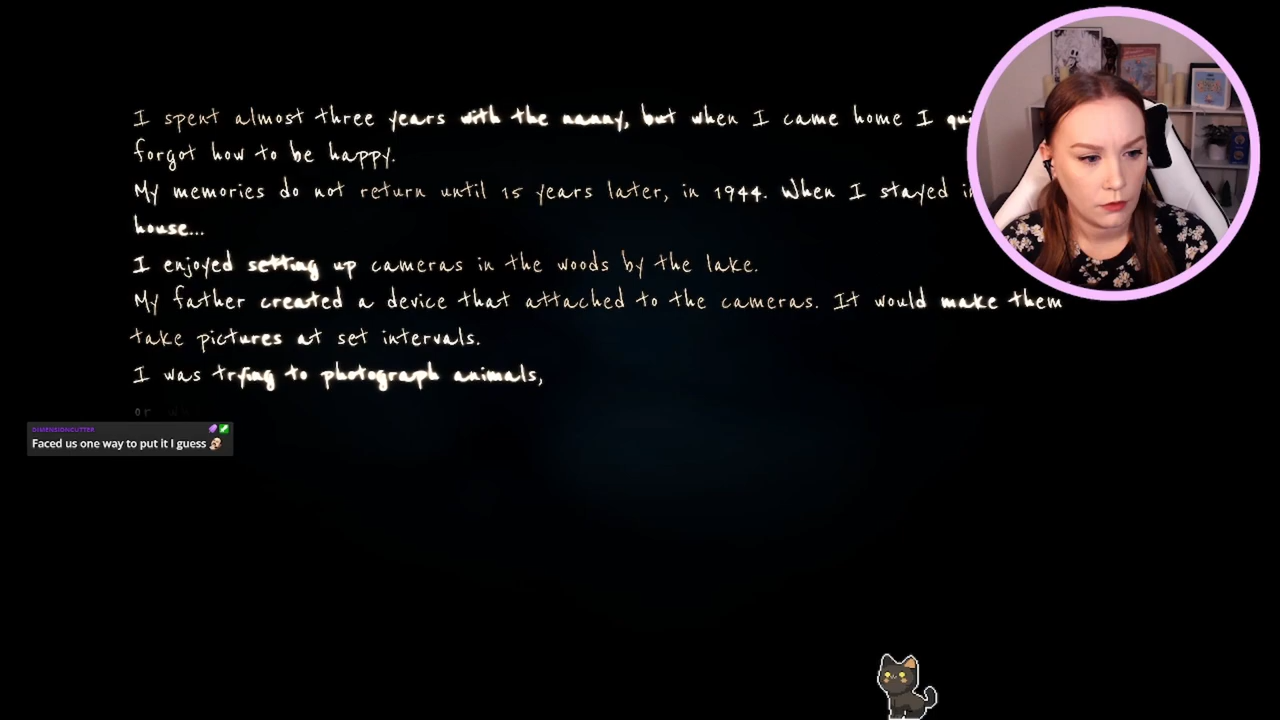 I spent almost three years with the nanny, but when I came home I
forgot how to be happy.
My memories do not return until 15 years later, in 1944. When I stayed
house...
I enjoyed setting up cameras in the woods by the lake.
My father created a device that attached to the cameras. It would make them
take pictures at set intervals.
I was trying to photograph animals,
or
DIMENSIONCUTTER
Faced us one way to put it I guess